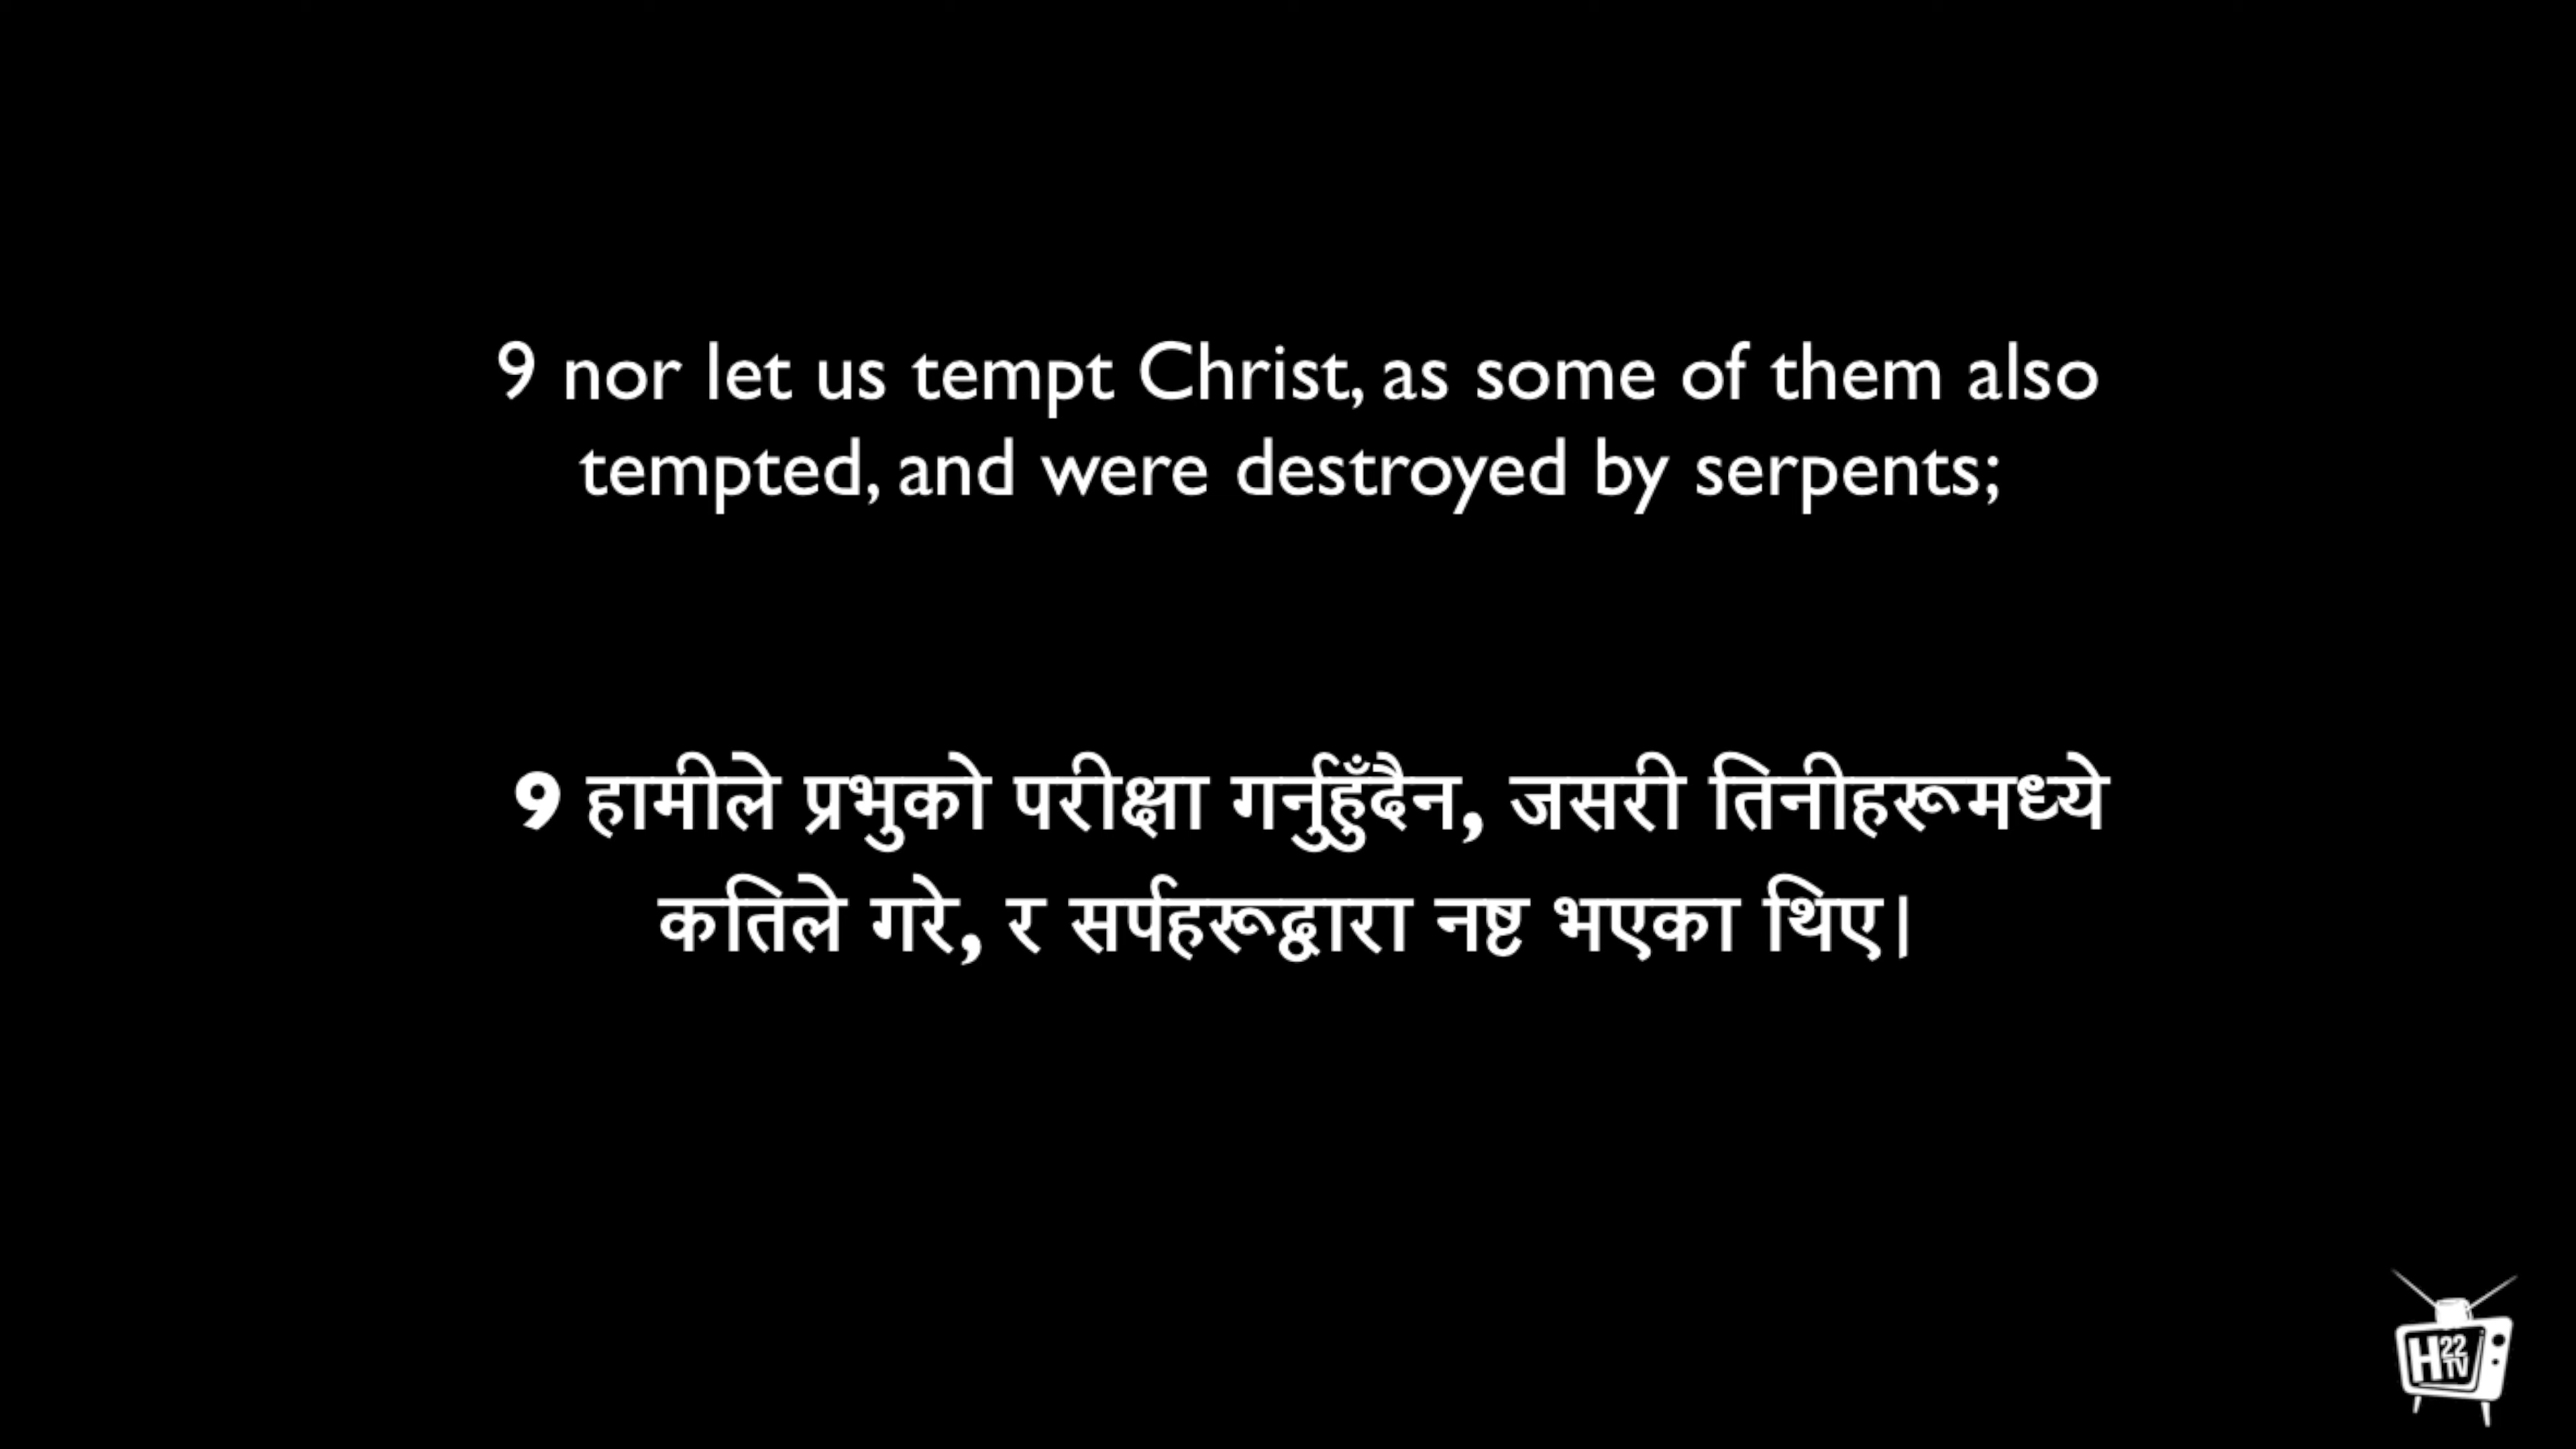 9 nor let us tempt Christ, as some of them also
tempted, and were destroyed by serpents;
9 हामीले प्रभुको परीक्षा गर्नुहुँदैन, जसरी तिनीहरूमध्ये
कतिले गरे, र सर्पहरूद्वारा नष्ट भएका थिए।
H22TV